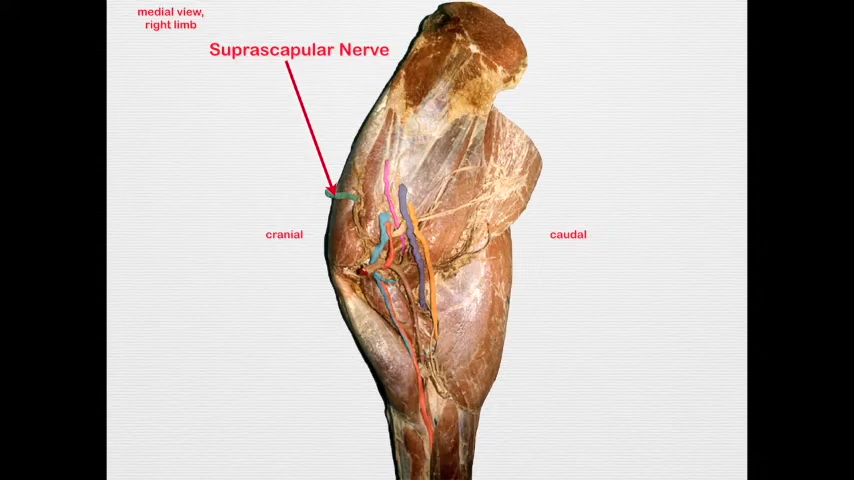 medial view,
right limb
Suprascapular Nerve
cranial
caudal